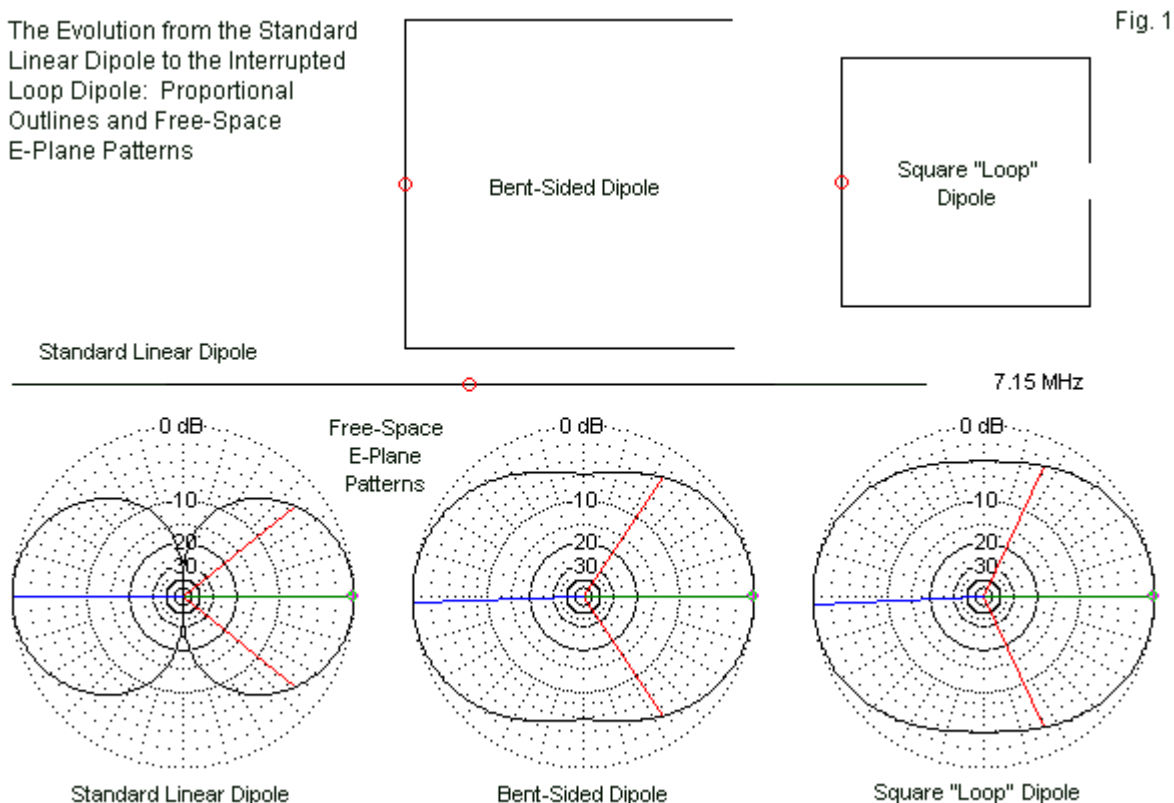 The Evolution from the Standard
Linear Dipole to the Interrupted
Loop Dipole: Proportional
Outlines and Free-Space
E-Plane Patterns
Fig. 1
Bent-Sided Dipole
Square "Loop"
Dipole
Standard Linear Dipole
7.15 MHz
0 dB
-10
-20
-30
Free-Space
E-Plane
Patterns
0 dB
-10
-20
-30
0 dB
-10
-20
-30
Standard Linear Dipole
Bent-Sided Dipole
Square "Loop" Dipole